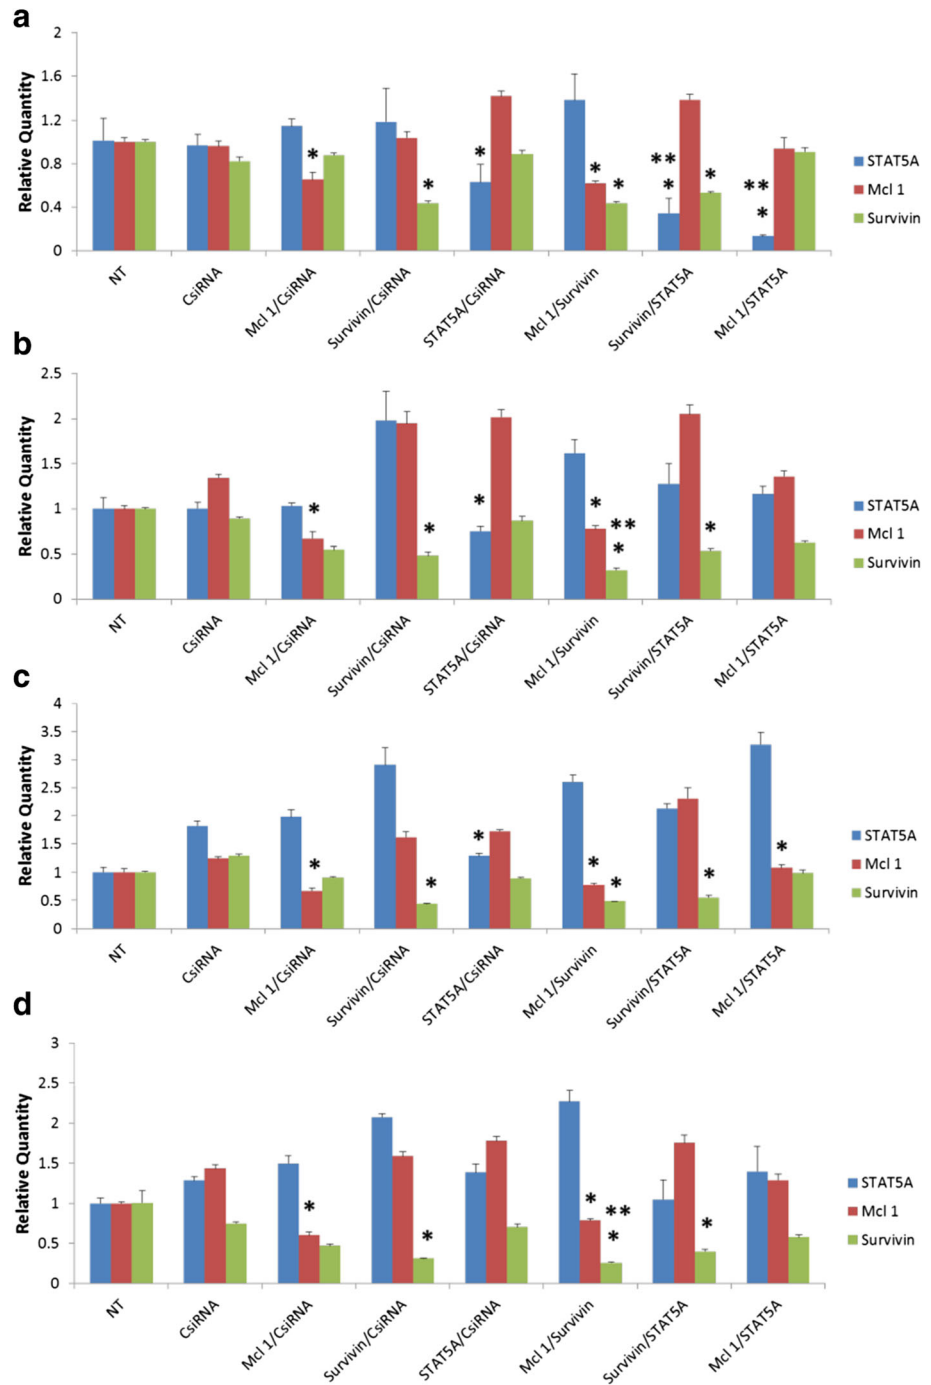 a
Relative Quantity
2
1.6
1.2
0.8
0.4
0
* * * * * ** * * ** *
NT
CsiRNA
Mcl 1/CsiRNA
Survivin/CsiRNA
STAT5A/CsiRNA
Mcl 1/Survivin
Survivin/STAT5A
Mcl 1/STAT5A
STAT5A
Mcl 1
Survivin
b
Relative Quantity
2.5
2
1.5
1
0.5
0
* * * * ** * *
NT
CsiRNA
Mcl 1/CsiRNA
Survivin/CsiRNA
STAT5A/CsiRNA
Mcl 1/Survivin
Survivin/STAT5A
Mcl 1/STAT5A
STAT5A
Mcl 1
Survivin
c
Relative Quantity
4
3.5
3
2.5
2
1.5
1
0.5
0
* * * * * * *
NT
CsiRNA
Mcl 1/CsiRNA
Survivin/CsiRNA
STAT5A/CsiRNA
Mcl 1/Survivin
Survivin/STAT5A
Mcl 1/STAT5A
STAT5A
Mcl 1
Survivin
d
Relative Quantity
3
2.5
2
1.5
1
0.5
0
* * * ** * *
NT
CsiRNA
Mcl 1/CsiRNA
Survivin/CsiRNA
STAT5A/CsiRNA
Mcl 1/Survivin
Survivin/STAT5A
Mcl 1/STAT5A
STAT5A
Mcl 1
Survivin